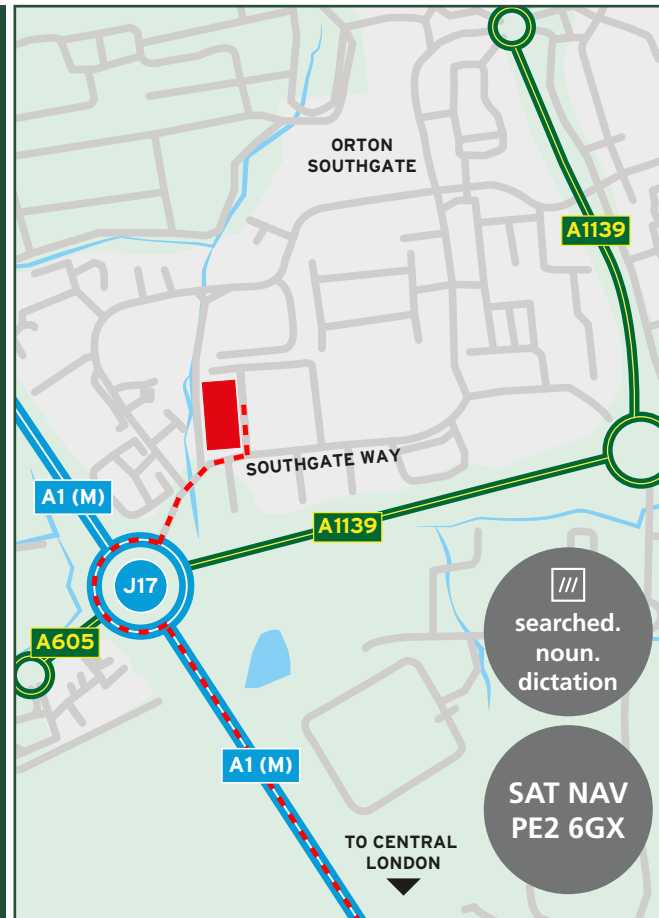 ORTON
SOUTHGATE
A1139
SOUTHGATE WAY
A1 (M)
A1139
J17
A605
///
searched.
noun.
dictation
A1 (M)
SAT NAV
PE2 6GX
TO CENTRAL
LONDON